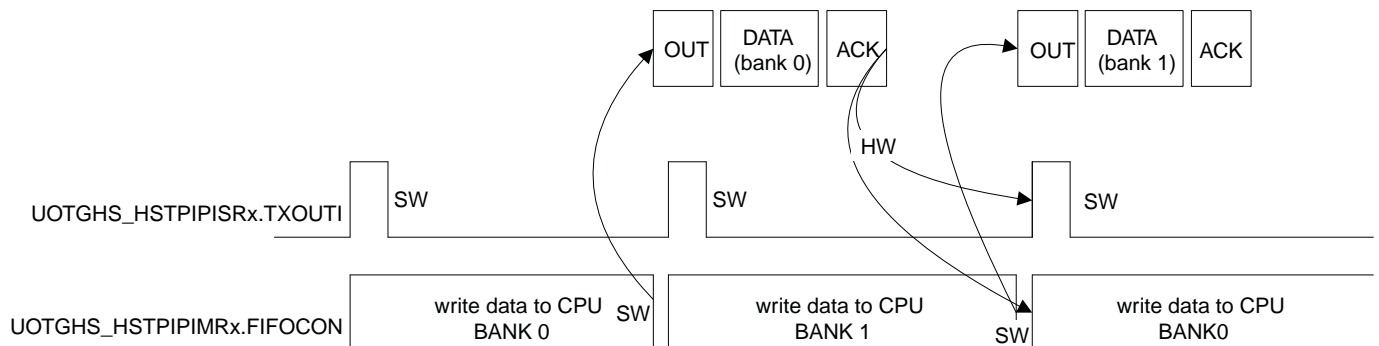 OUT
DATA
(bank 0)
ACK
OUT
DATA
(bank 1)
ACK
HW
UOTGHS_HSTPIPISRx.TXOUTI
SW
SW
SW
UOTGHS_HSTPIPIMRx.FIFOCON
write data to CPU
BANK 0
SW
write data to CPU
BANK 1
SW
write data to CPU
BANK0